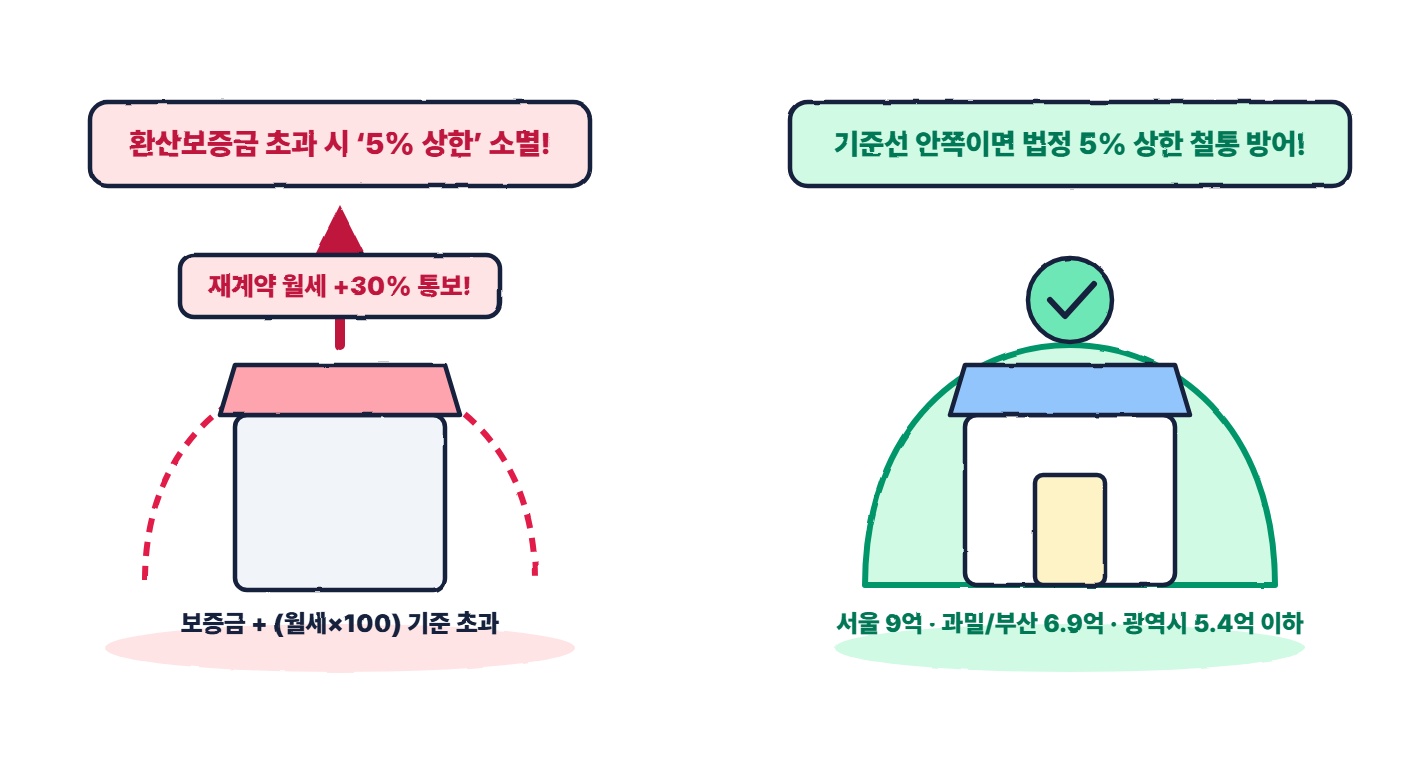 환산보증금 초과 시 ‘5% 상한’ 소멸!
재계약 월세 +30% 통보!
보증금 + (월세×100) 기준 초과
기준선 안쪽이면 법정 5% 상한 철통 방어!
서울 9억 · 과밀/부산 6.9억 · 광역시 5.4억 이하